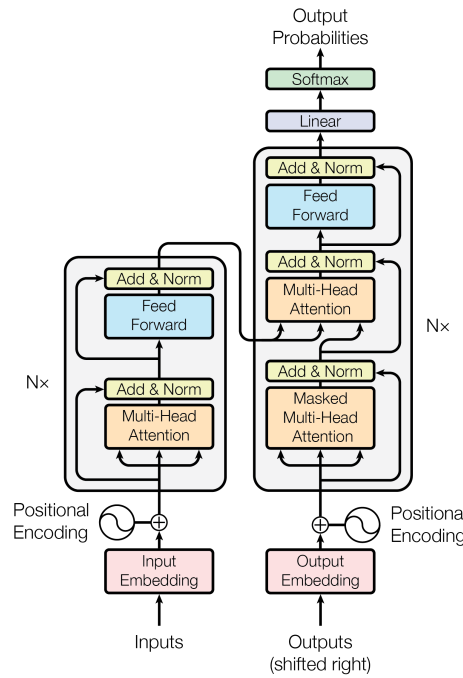 Output
Probabilities
Softmax
Linear
Add & Norm
Feed
Forward
Add & Norm
Multi-Head
Attention
Add & Norm
Masked
Multi-Head
Attention
N×
Add & Norm
Feed
Forward
Add & Norm
Multi-Head
Attention
N×
Positional
Encoding
Positiona
Encoding
Input
Embedding
Output
Embedding
Inputs
Outputs
(shifted right)